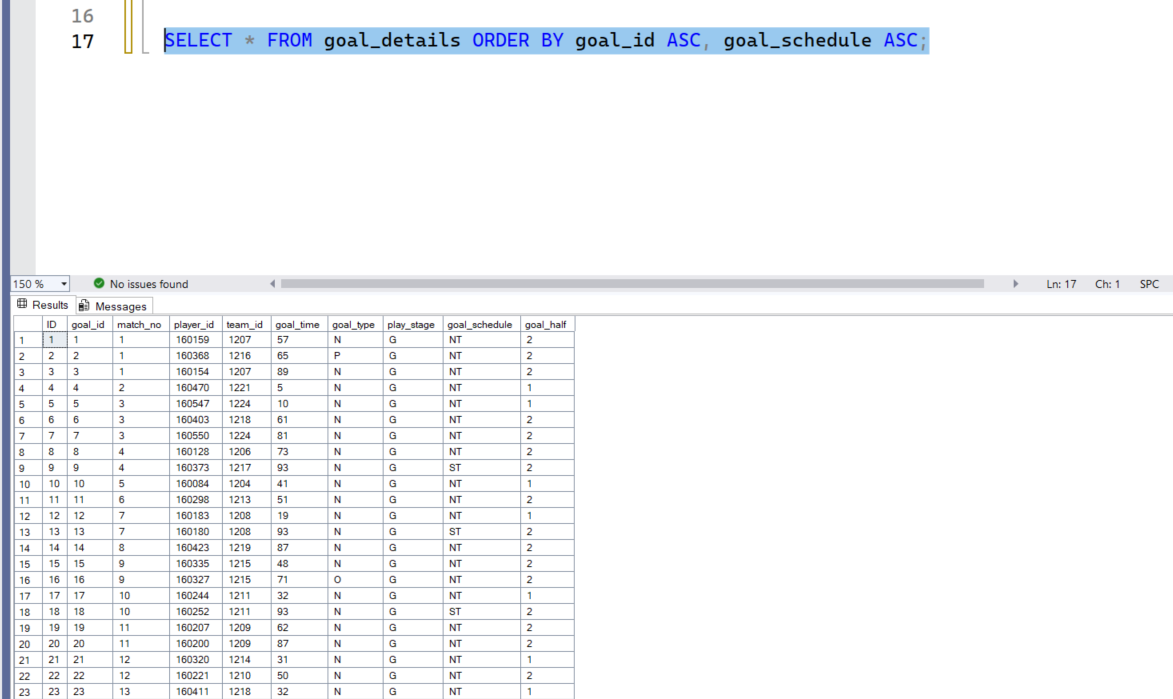 16
17 SELECT * FROM goal_details ORDER BY goal_id ASC, goal_schedule ASC;
150 % No issues found Ln: 17 Ch: 1 SPC
Results Messages
ID goal_id match_no player_id team_id goal_time goal_type play_stage goal_schedule goal_half
1 1 1 1 160159 1207 57 N G NT 2
2 2 2 1 160368 1216 65 P G NT 2
3 3 3 1 160154 1207 89 N G NT 2
4 4 4 2 160470 1221 5 N G NT 1
5 5 5 3 160547 1224 10 N G NT 1
6 6 6 3 160403 1218 61 N G NT 2
7 7 7 3 160550 1224 81 N G NT 2
8 8 8 4 160128 1206 73 N G NT 2
9 9 9 4 160373 1217 93 N G ST 2
10 10 10 5 160084 1204 41 N G NT 1
11 11 11 6 160298 1213 51 N G NT 2
12 12 12 7 160183 1208 19 N G NT 1
13 13 13 7 160180 1208 93 N G ST 2
14 14 14 8 160423 1219 87 N G NT 2
15 15 15 9 160335 1215 48 N G NT 2
16 16 16 9 160327 1215 71 O G NT 2
17 17 17 10 160244 1211 32 N G NT 1
18 18 18 10 160252 1211 93 N G ST 2
19 19 19 11 160207 1209 62 N G NT 2
20 20 20 11 160200 1209 87 N G NT 2
21 21 21 12 160320 1214 31 N G NT 1
22 22 22 12 160221 1210 50 N G NT 2
23 23 23 13 160411 1218 32 N G NT 1